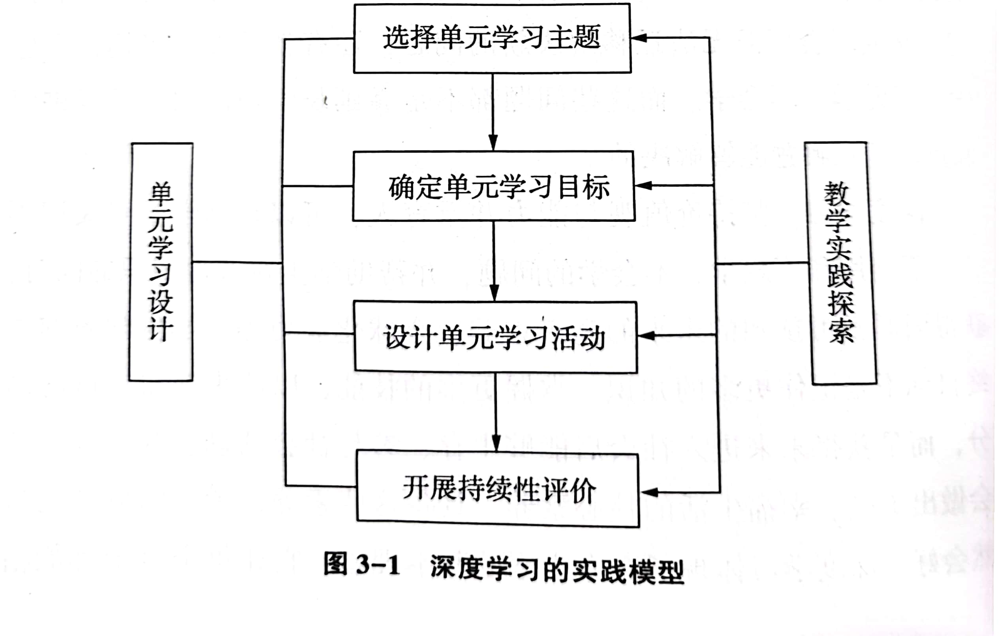 选择单元学习主题
确定单元学习目标
单元学习设计
教学实践探索
设计单元学习活动
开展持续性评价
图 3-1 深度学习的实践模型